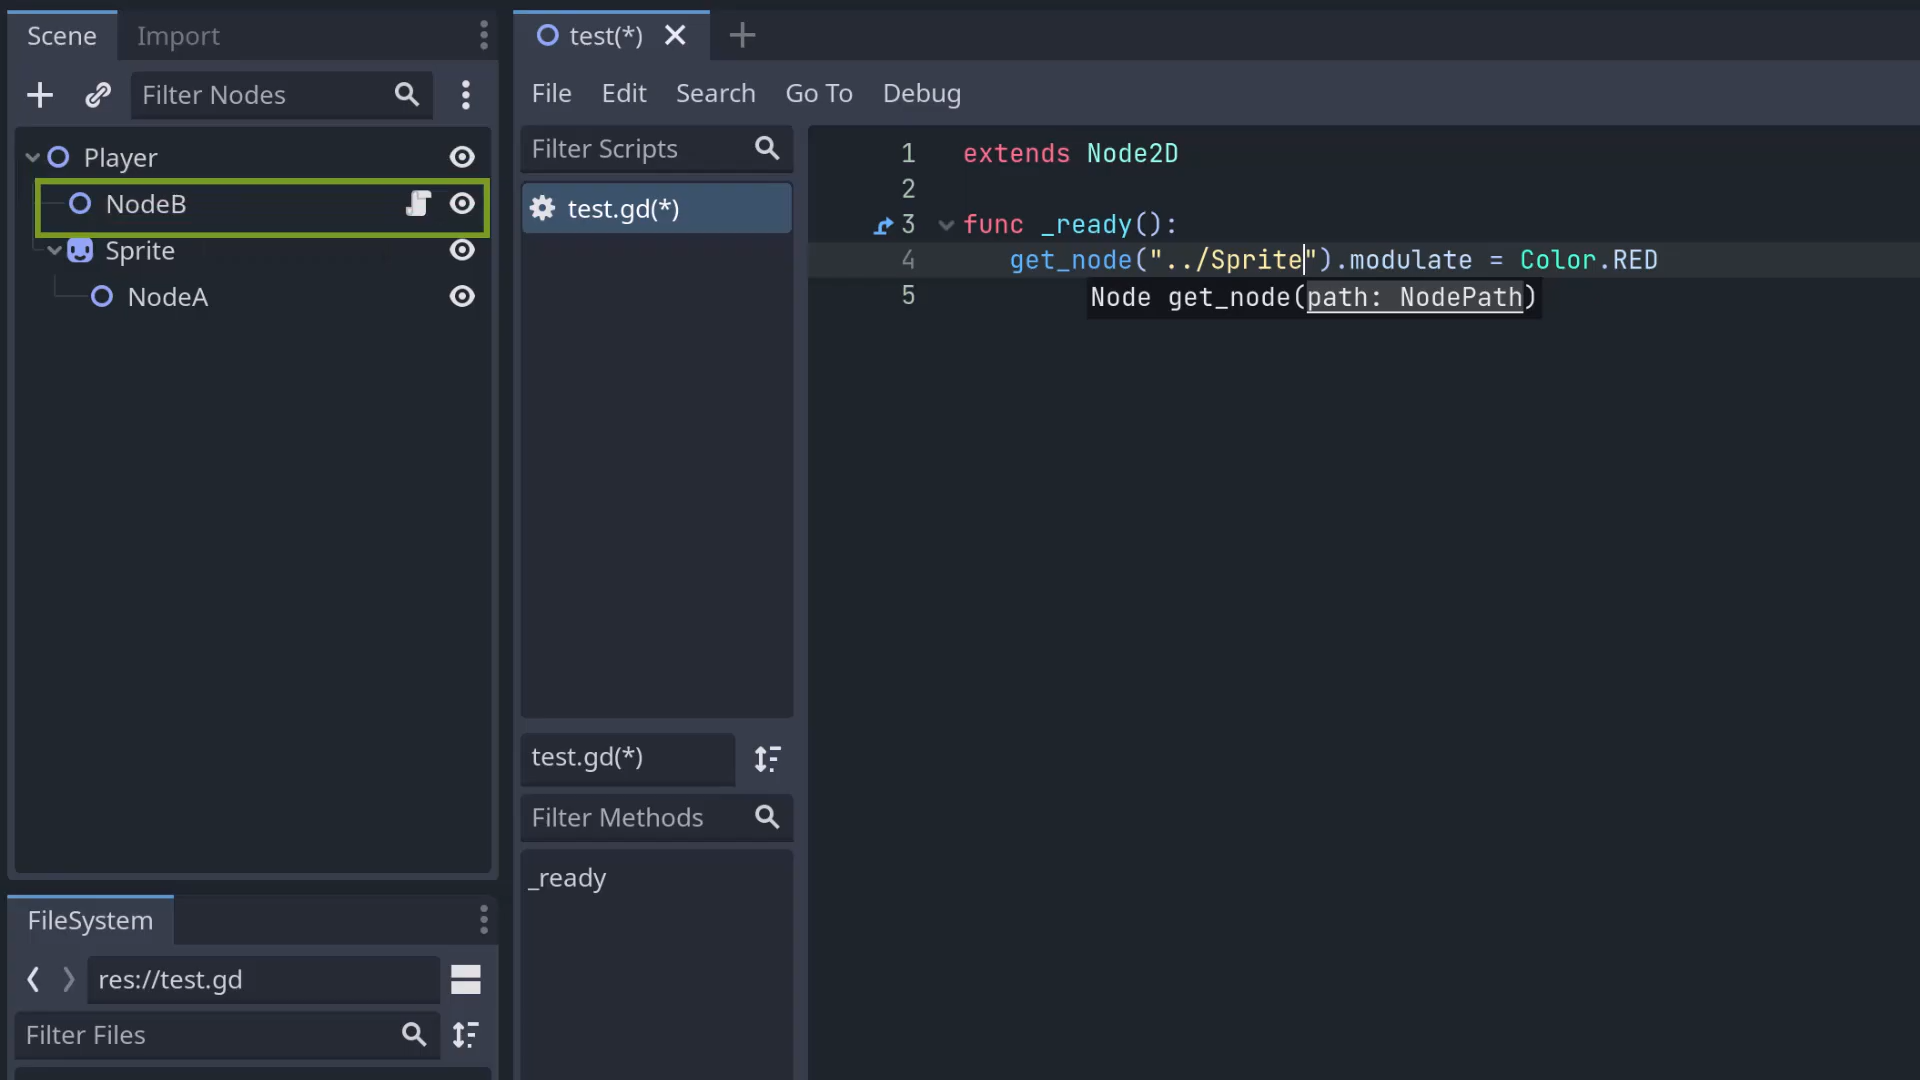 Scene
Import
Filter Nodes
Player
NodeB
Sprite
NodeA
FileSystem
res://test.gd
Filter Files
test(*)
File Edit Search Go To Debug
Filter Scripts
test.gd(*)
test.gd(*)
Filter Methods
_ready
1 extends Node2D
2
3 func _ready():
4 get_node("../Sprite").modulate = Color.RED
5
Node get_node(path: NodePath)